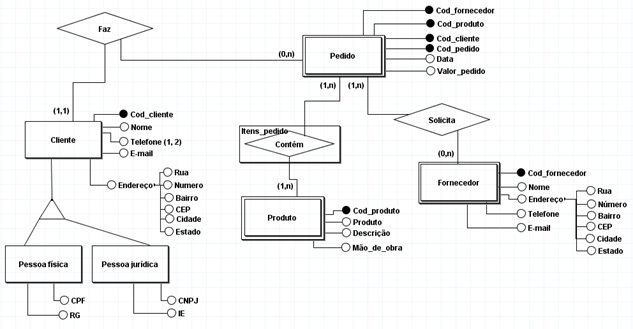 Cod_fornecedor
Cod_produto
Faz
Cod_cliente
(0,n)
Pedido
Cod_pedido
Data
Valor_pedido
(1,n)
(1,n)
(1,1)
Cod_cliente
Nome
Cliente
Telefone (1, 2)
E-mail
Itens_pedido
Contém
Solicita
(0,n)
Endereço
Rua
Numero
Bairro
CEP
Cidade
Estado
(1,n)
Produto
Cod_produto
Produto
Descrição
Mão_de_obra
Fornecedor
Cod_fornecedor
Nome
Endereço
Telefone
E-mail
Rua
Número
Bairro
CEP
Cidade
Estado
Pessoa física
Pessoa jurídica
CPF
RG
CNPJ
IE